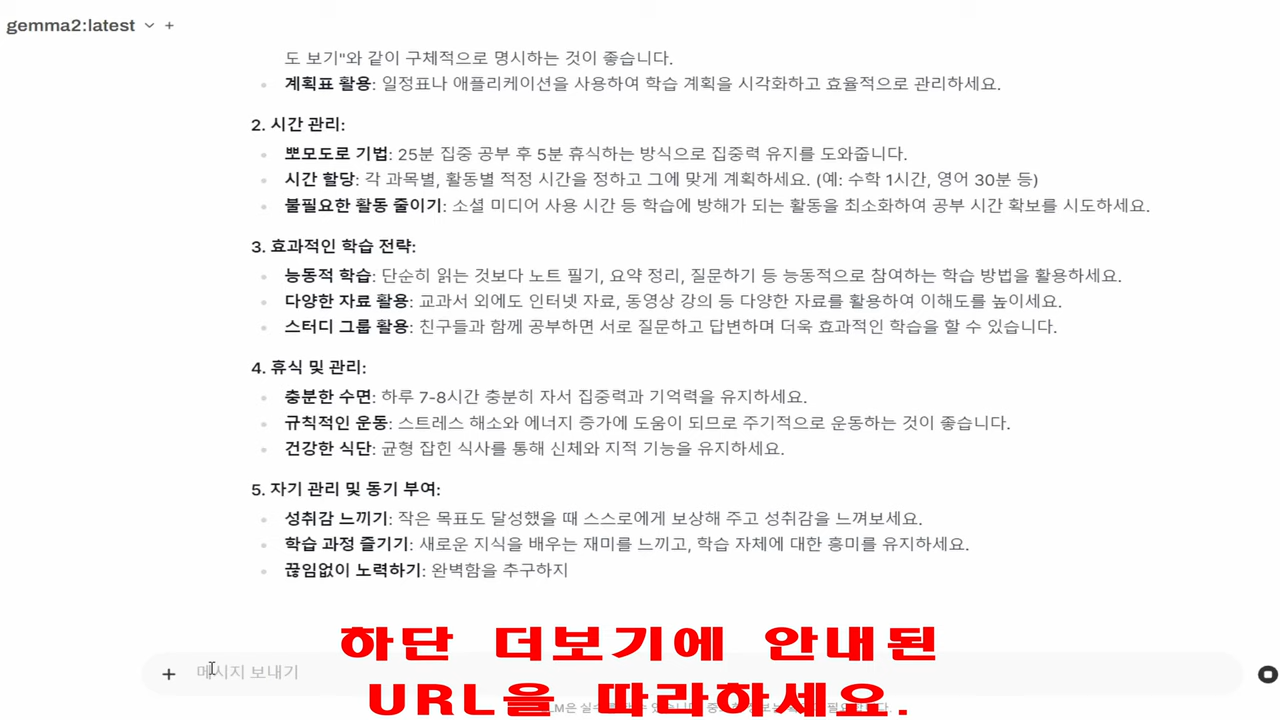 gemma2:latest
도 보기"와 같이 구체적으로 명시하는 것이 좋습니다.
계획표 활용: 일정표나 애플리케이션을 사용하여 학습 계획을 시각화하고 효율적으로 관리하세요.
2. 시간 관리:
뽀모도로 기법: 25분 집중 공부 후 5분 휴식하는 방식으로 집중력 유지를 도와줍니다.
시간 할당: 각 과목별, 활동별 적정 시간을 정하고 그에 맞게 계획하세요. (예: 수학 1시간, 영어 30분 등)
불필요한 활동 줄이기: 소셜 미디어 사용 시간 등 학습에 방해가 되는 활동을 최소화하여 공부 시간 확보를 시도하세요.
3. 효과적인 학습 전략:
능동적 학습: 단순히 읽는 것보다 노트 필기, 요약 정리, 질문하기 등 능동적으로 참여하는 학습 방법을 활용하세요.
다양한 자료 활용: 교과서 외에도 인터넷 자료, 동영상 강의 등 다양한 자료를 활용하여 이해도를 높이세요.
스터디 그룹 활용: 친구들과 함께 공부하면 서로 질문하고 답변하며 더욱 효과적인 학습을 할 수 있습니다.
4. 휴식 및 관리:
충분한 수면: 하루 7-8시간 충분히 자서 집중력과 기억력을 유지하세요.
규칙적인 운동: 스트레스 해소와 에너지 증가에 도움이 되므로 주기적으로 운동하는 것이 좋습니다.
건강한 식단: 균형 잡힌 식사를 통해 신체와 지적 기능을 유지하세요.
5. 자기 관리 및 동기 부여:
성취감 느끼기: 작은 목표도 달성했을 때 스스로에게 보상해 주고 성취감을 느껴보세요.
학습 과정 즐기기: 새로운 지식을 배우는 재미를 느끼고, 학습 자체에 대한 흥미를 유지하세요.
끊임없이 노력하기: 완벽함을 추구하지
하단 더보기에 안내된
메시지 보내기
URL을 따라하세요.